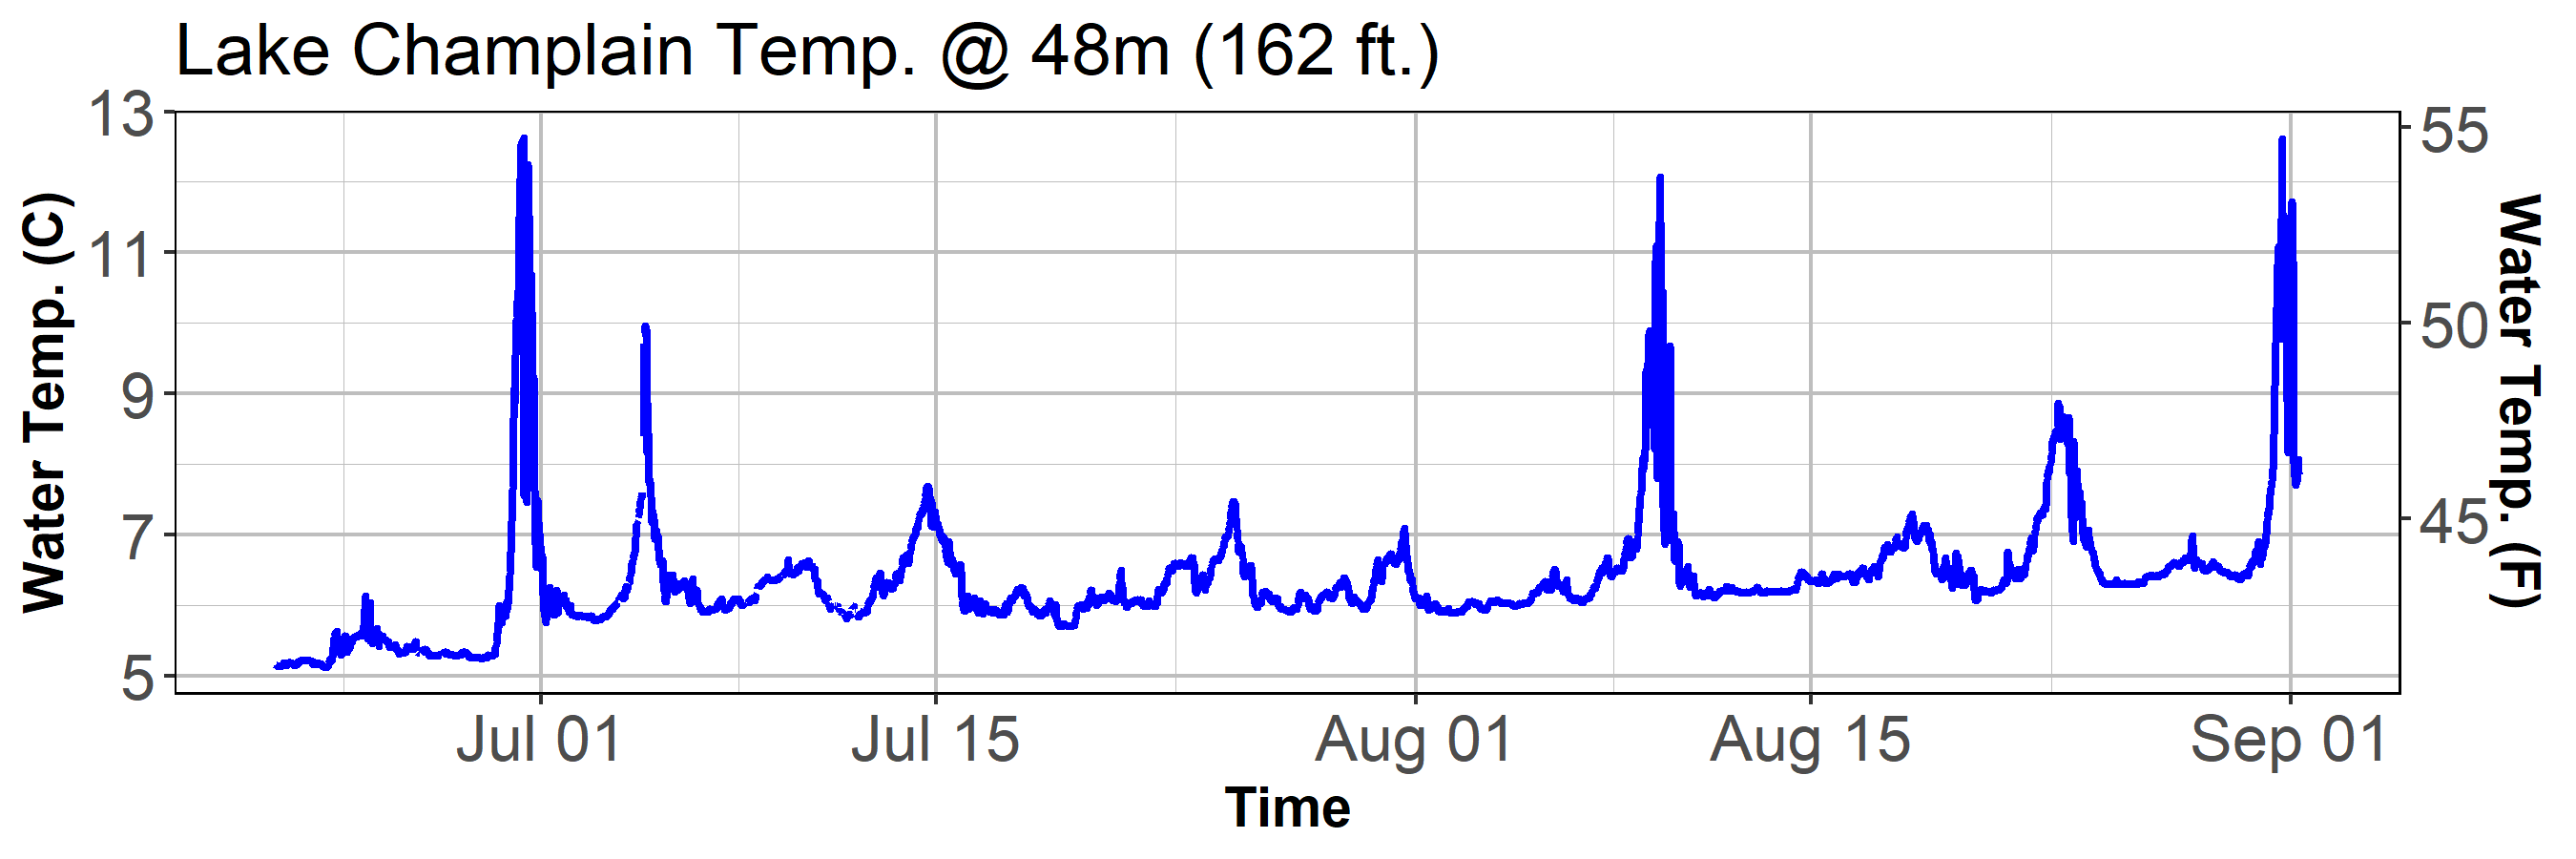 Lake Champlain Temp. @ 48m (162 ft.)
Water Temp. (C)
13
11
9
7
5
55
50
45
Water Temp. (F)
Jul 01 Jul 15 Aug 01 Aug 15 Sep 01
Time